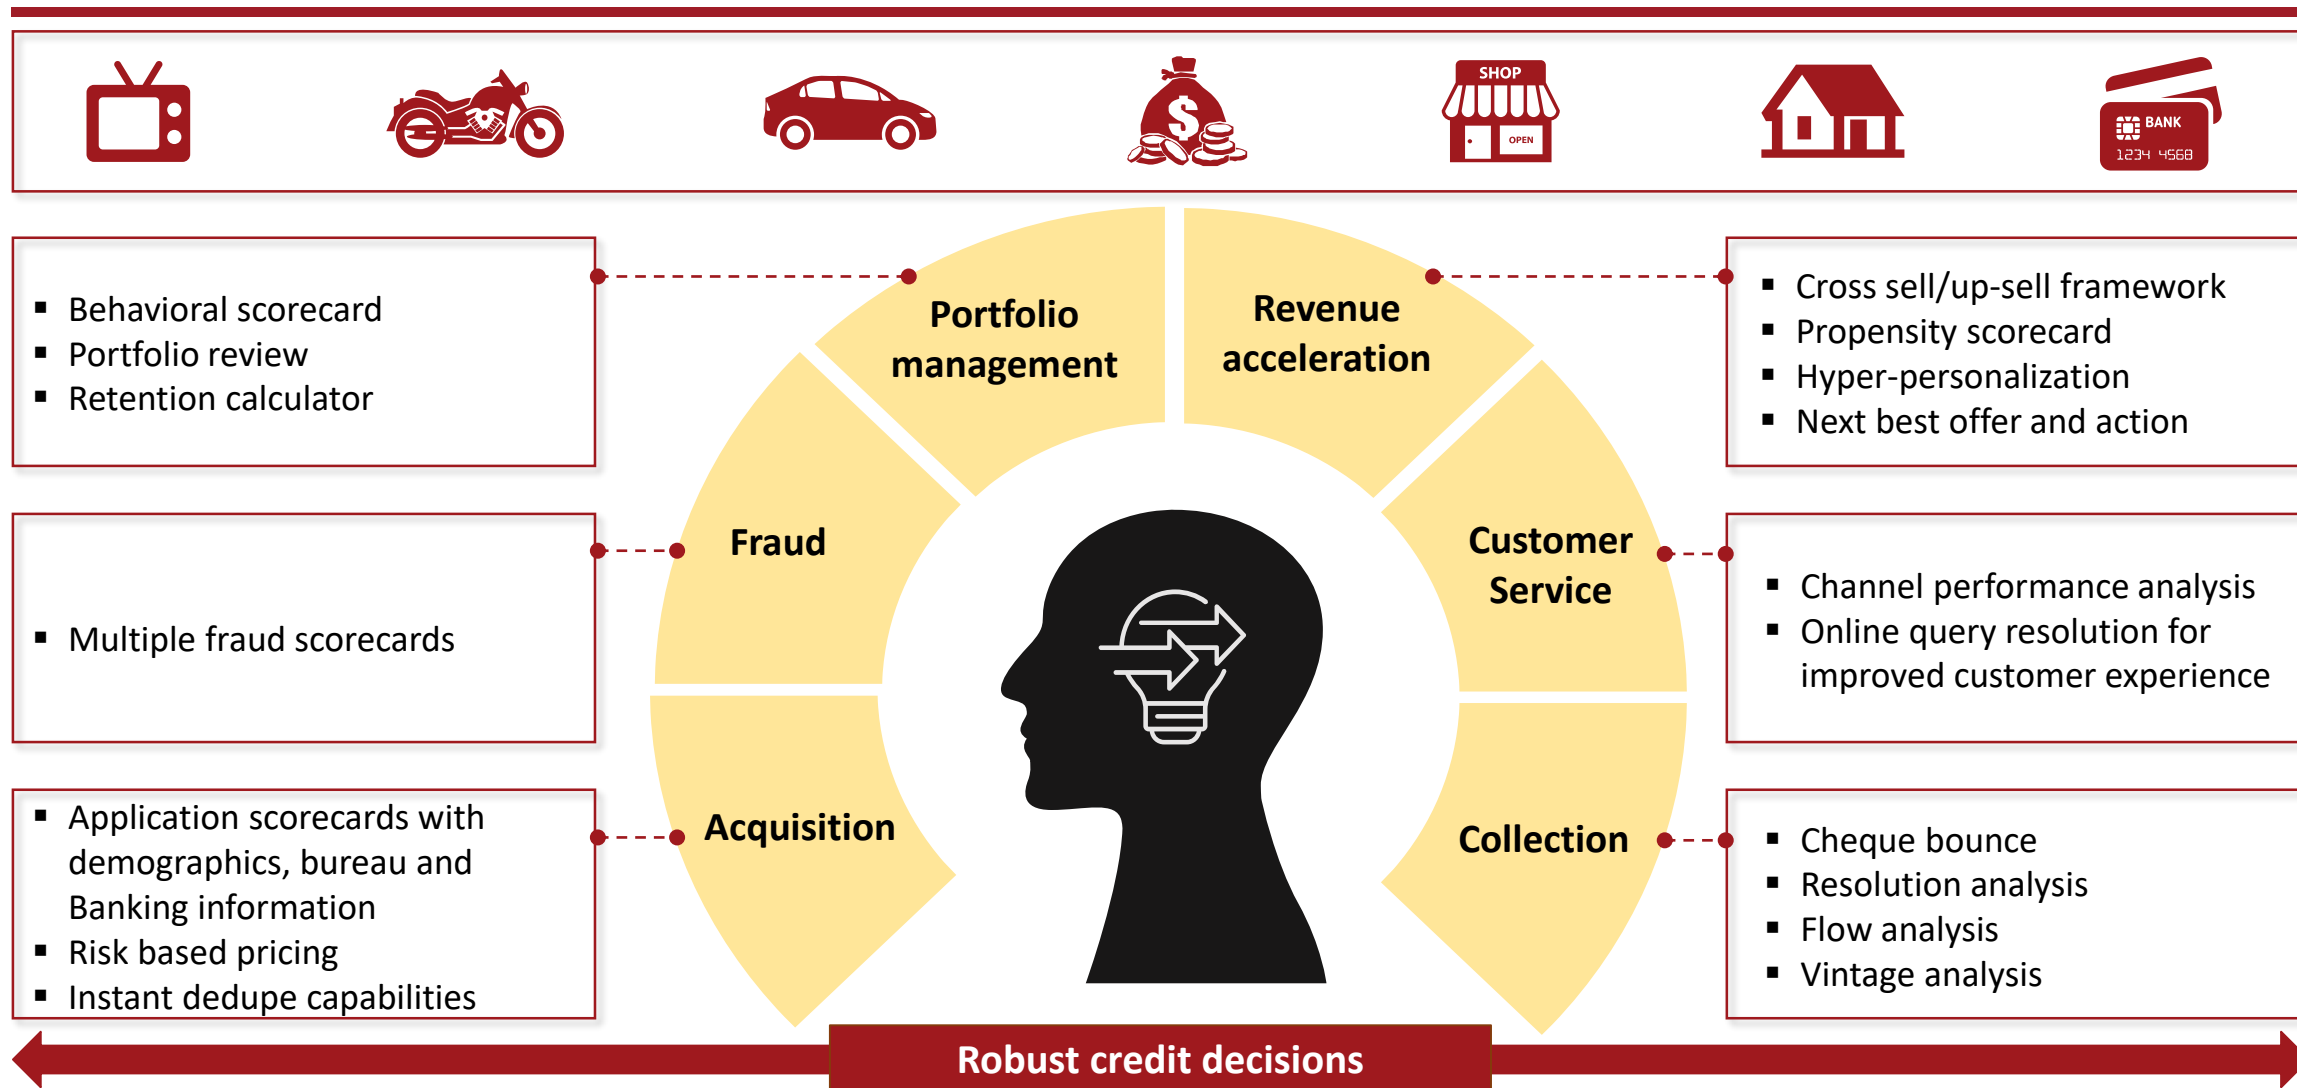 SHOP
OPEN
BANK
1234 4568
▪ Behavioral scorecard
▪ Portfolio review
▪ Retention calculator
Portfolio
management
Revenue
acceleration
▪ Cross sell/up-sell framework
▪ Propensity scorecard
▪ Hyper-personalization
▪ Next best offer and action
▪ Multiple fraud scorecards
Fraud
Customer
Service
▪ Channel performance analysis
▪ Online query resolution for
improved customer experience
▪ Application scorecards with
demographics, bureau and
Banking information
▪ Risk based pricing
▪ Instant dedupe capabilities
Acquisition
Collection
▪ Cheque bounce
▪ Resolution analysis
▪ Flow analysis
▪ Vintage analysis
Robust credit decisions